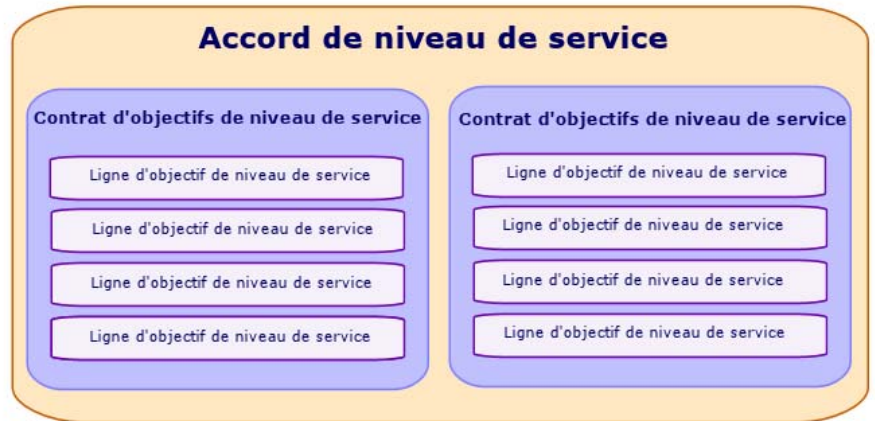 Accord de niveau de service
Contrat d'objectifs de niveau de service
Ligne d'objectif de niveau de service
Ligne d'objectif de niveau de service
Ligne d'objectif de niveau de service
Ligne d'objectif de niveau de service
Contrat d'objectifs de niveau de service
Ligne d'objectif de niveau de service
Ligne d'objectif de niveau de service
Ligne d'objectif de niveau de service
Ligne d'objectif de niveau de service